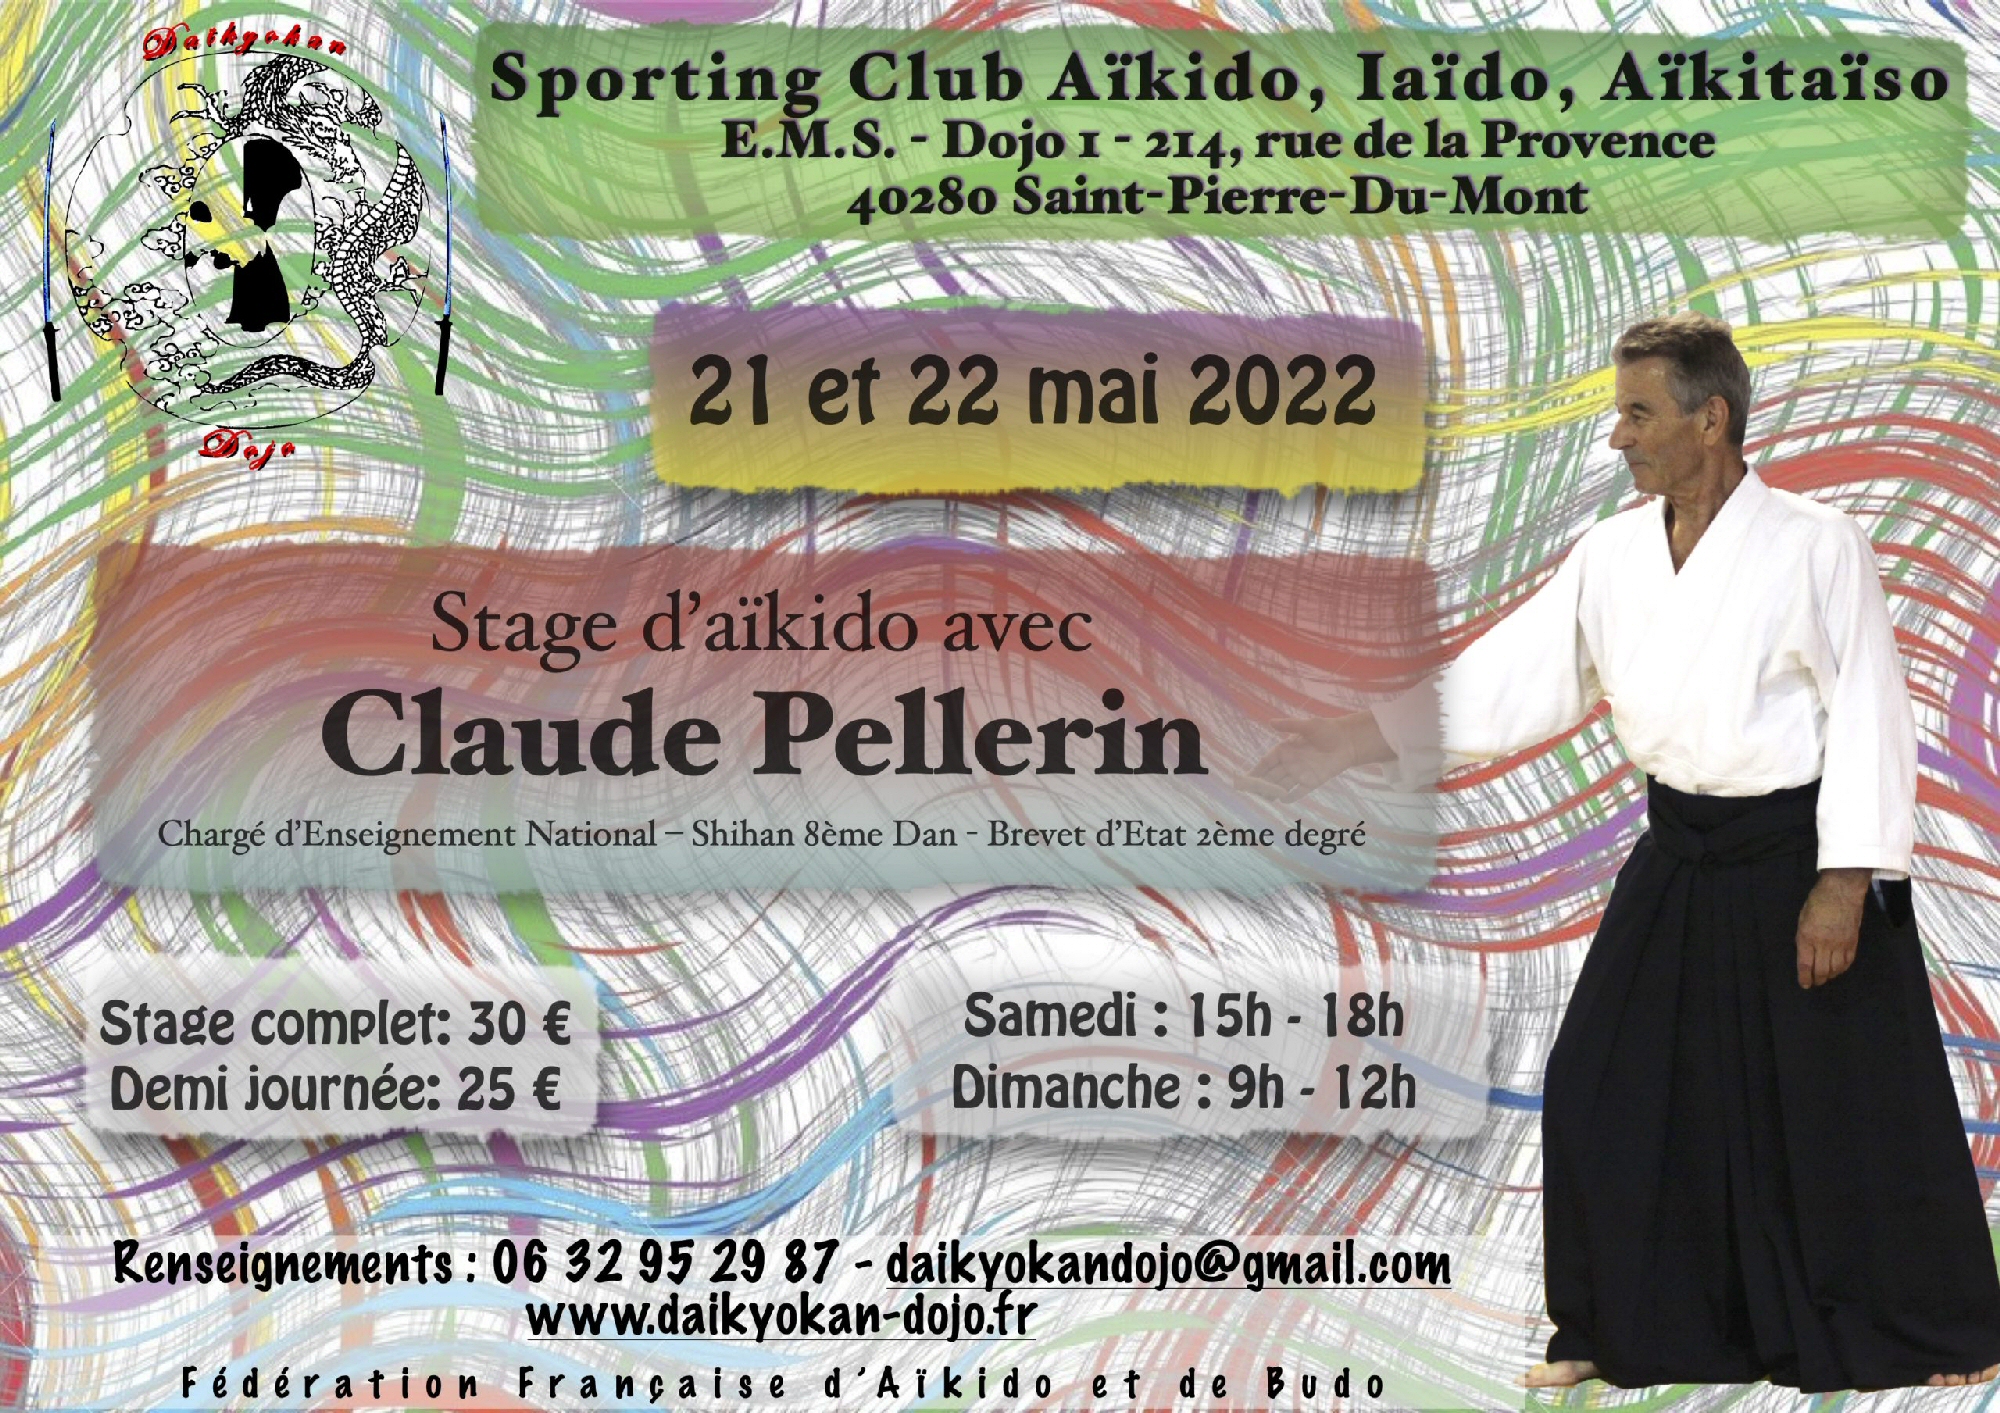 Daikyokan
Dojo
Sporting Club Aïkido, Iaïdo, Aïkitaïso
E.M.S. - Dojo 1 - 214, rue de la Provence
40280 Saint-Pierre-Du-Mont
21 et 22 mai 2022
Stage d'aïkido avec
Claude Pellerin
Chargé d'Enseignement National – Shihan 8ème Dan - Brevet d'Etat 2ème degré
Stage complet: 30 €
Demi journée: 25 €
Samedi : 15h - 18h
Dimanche : 9h - 12h
Renseignements : 06 32 95 29 87 - daikyokandojo@gmail.com
www.daikyokan-dojo.fr
Fédération Française d'Aïkido et de Budo